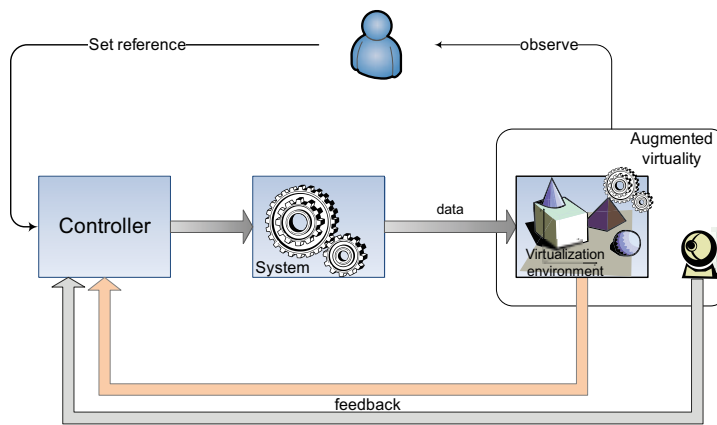 Set reference
observe
Augmented
virtuality
Controller
System
data
Virtualization
environment
feedback